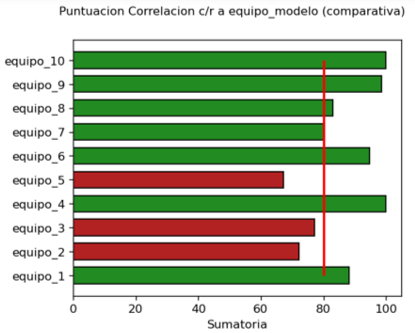 Puntuacion Correlacion c/r a equipo_modelo (comparativa)
equipo_10
equipo_9
equipo_8
equipo_7
equipo_6
equipo_5
equipo_4
equipo_3
equipo_2
equipo_1
0 20 40 60 80 100
Sumatoria